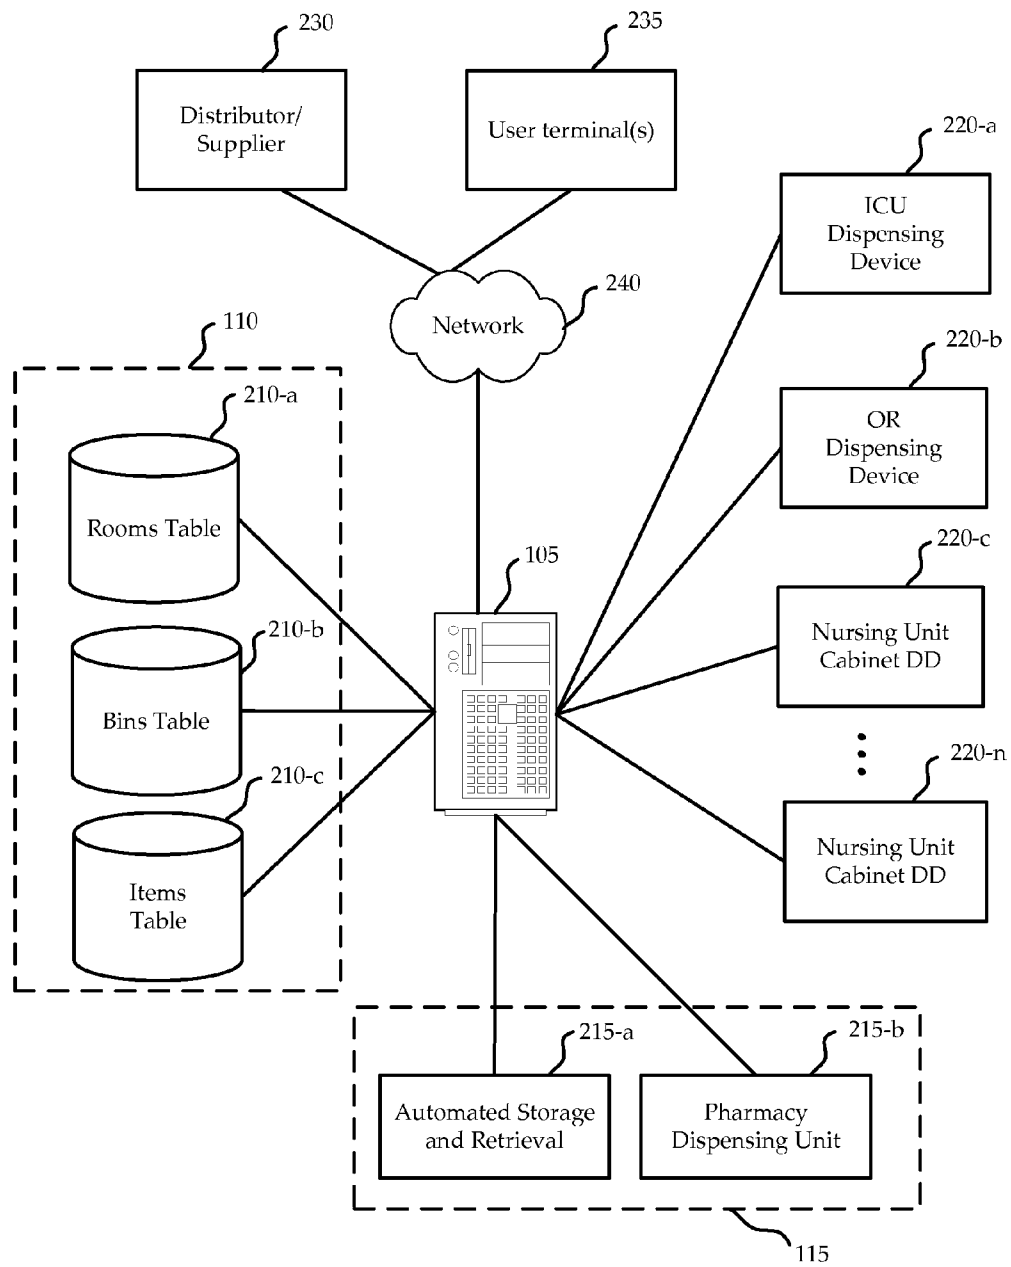 230
235
Distributor/
Supplier
User terminal(s)
220-a
ICU
Dispensing
Device
240
Network
110
220-b
210-a
OR
Dispensing
Device
Rooms Table
220-c
105
210-b
Nursing Unit
Cabinet DD
Bins Table
220-n
210-c
Nursing Unit
Cabinet DD
Items
Table
215-a
215-b
Automated Storage
and Retrieval
Pharmacy
Dispensing Unit
115